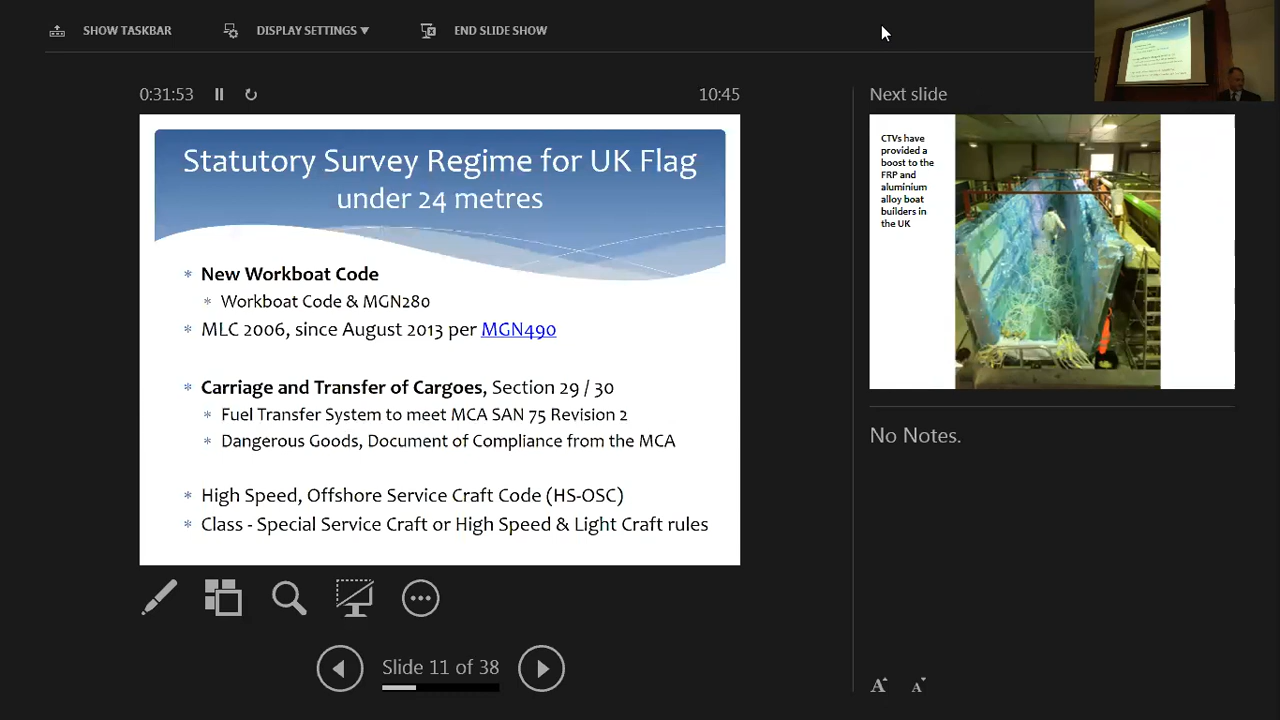 SHOW TASKBAR
DISPLAY SETTINGS ▼
END SLIDE SHOW
0:31:53
10:45
Statutory Survey Regime for UK Flag
under 24 metres
* New Workboat Code
* Workboat Code & MGN280
* MLC 2006, since August 2013 per MGN490
* Carriage and Transfer of Cargoes, Section 29 / 30
* Fuel Transfer System to meet MCA SAN 75 Revision 2
* Dangerous Goods, Document of Compliance from the MCA
* High Speed, Offshore Service Craft Code (HS-OSC)
* Class - Special Service Craft or High Speed & Light Craft rules
Slide 11 of 38
Next slide
CTVs have
provided a
boost to the
FRP and
aluminium
alloy boat
builders in
the UK
No Notes.
A
A